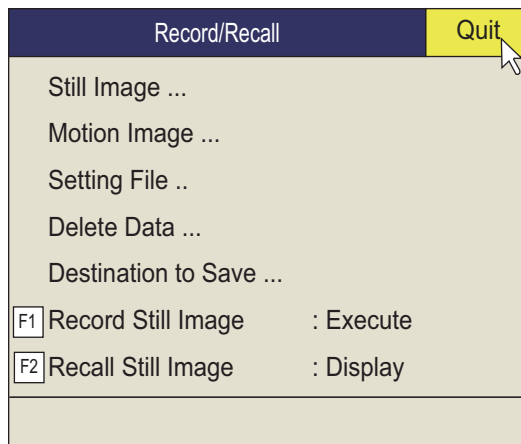 Record/Recall Quit
Still Image ...
Motion Image ...
Setting File ..
Delete Data ...
Destination to Save ...
F1 Record Still Image : Execute
F2 Recall Still Image : Display